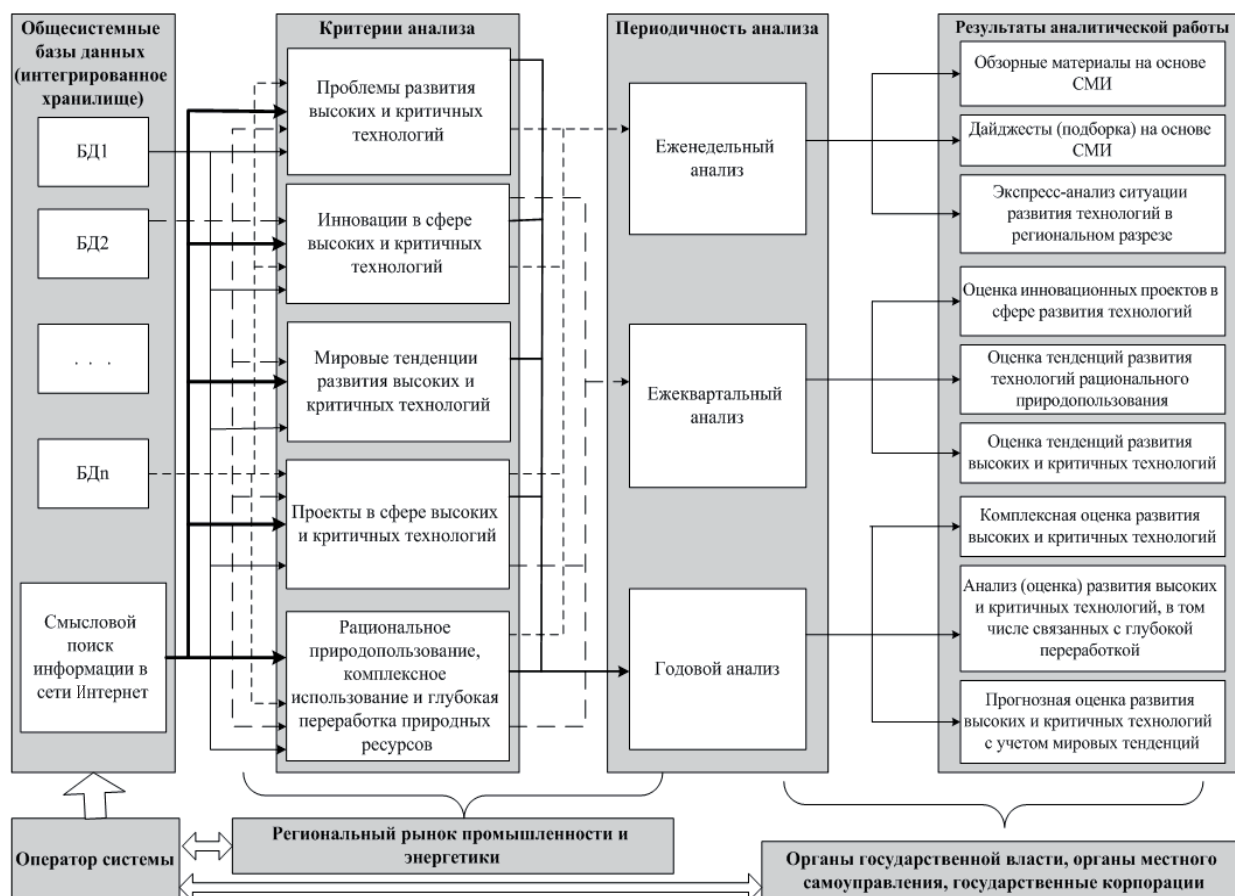 Общесистемные
базы данных
(интегрированное
хранилище)
БД1
БД2
. . .
БДn
Смысловой
поиск
информации в
сети Интернет
Критерии анализа
Проблемы развития
высоких и критичных
технологий
Инновации в сфере
высоких и критичных
технологий
Мировые тенденции
развития высоких и
критичных технологий
Проекты в сфере высоких
и критичных технологий
Рациональное
природопользование,
комплексное
использование и глубокая
переработка природных
ресурсов
Периодичность анализа
Еженедельный
анализ
Ежеквартальный
анализ
Годовой анализ
Результаты аналитической работы
Обзорные материалы на основе
СМИ
Дайджесты (подборка) на основе
СМИ
Экспресс-анализ ситуации
развития технологий в
региональном разрезе
Оценка инновационных проектов в
сфере развития технологий
Оценка тенденций развития
технологий рационального
природопользования
Оценка тенденций развития
высоких и критичных технологий
Комплексная оценка развития
высоких и критичных технологий
Анализ (оценка) развития высоких
и критичных технологий, в том
числе связанных с глубокой
переработкой
Прогнозная оценка развития
высоких и критичных технологий
с учетом мировых тенденций
Оператор системы
Региональный рынок промышленности и
энергетики
Органы государственной власти, органы местного
самоуправления, государственные корпорации